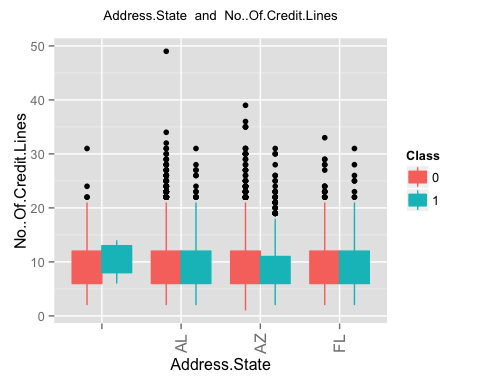 Address.State and No..Of.Credit.Lines
50
40
30
20
10
0
No..Of.Credit.Lines
AL
AZ
FL
Address.State
Class
0
1